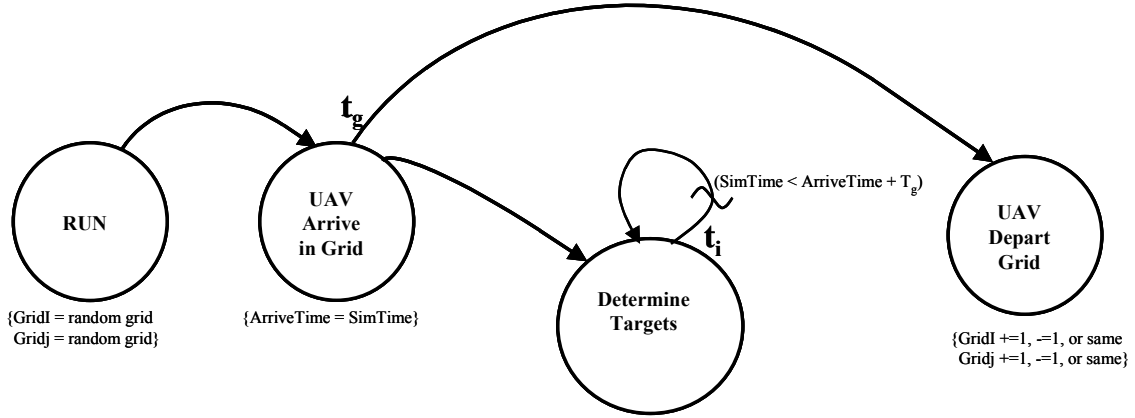 t_g
(SimTime < ArriveTime + T_g)
RUN
UAV
Arrive
in Grid
UAV
Depart
Grid
t_i
Determine
Targets
{GridI = random grid
Gridj = random grid}
{ArriveTime = SimTime}
{GridI +=1, -=1, or same
Gridj +=1, -=1, or same}